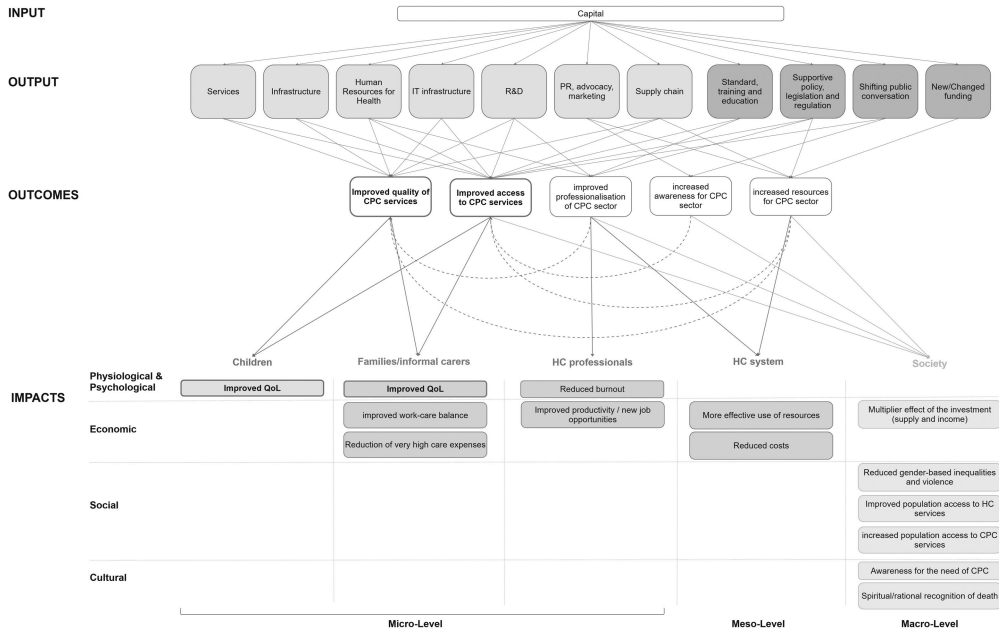 INPUT
Capital
OUTPUT
Services
Infrastructure
Human
Resources for
Health
IT infrastructure
R&D
PR, advocacy,
marketing
Supply chain
Standard,
training and
education
Supportive
policy,
legislation and
regulation
Shifting public
conversation
New/Changed
funding
OUTCOMES
Improved quality of
CPC services
Improved access
to CPC services
improved
professionalisation
of CPC sector
increased
awareness for CPC
sector
increased resources
for CPC sector
Children
Families/informal carers
HC professionals
HC system
Society
IMPACTS
Physiological &
Psychological
Improved QoL
Improved QoL
Reduced burnout
Economic
improved work-care balance
Reduction of very high care expenses
Improved productivity / new job
opportunities
More effective use of resources
Reduced costs
Multiplier effect of the investment
(supply and income)
Social
Reduced gender-based inequalities
and violence
Improved population access to HC
services
increased population access to CPC
services
Cultural
Awareness for the need of CPC
Spiritual/rational recognition of death
Micro-Level
Meso-Level
Macro-Level